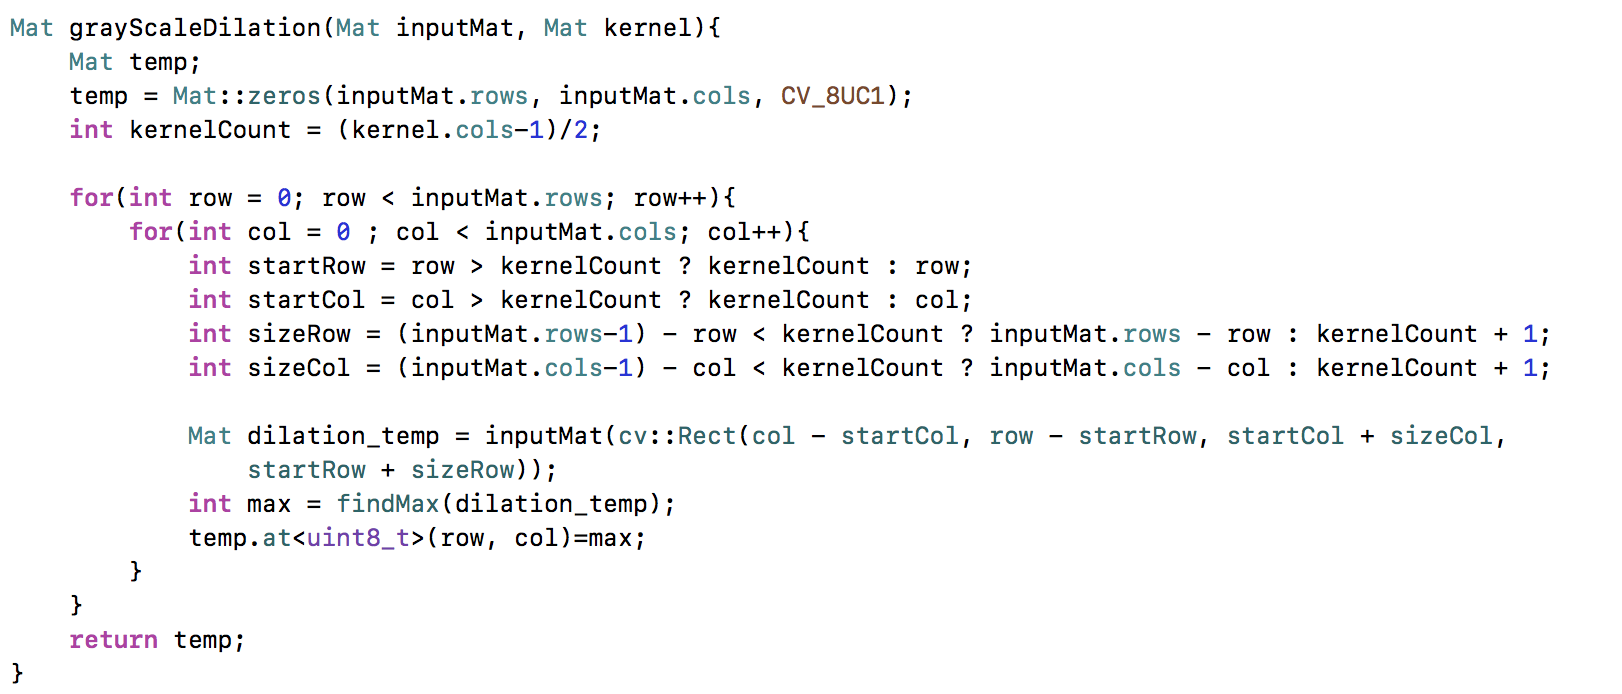 Mat grayScaleDilation(Mat inputMat, Mat kernel){
    Mat temp;
    temp = Mat::zeros(inputMat.rows, inputMat.cols, CV_8UC1);
    int kernelCount = (kernel.cols-1)/2;

    for(int row = 0; row < inputMat.rows; row++){
        for(int col = 0 ; col < inputMat.cols; col++){
            int startRow = row > kernelCount ? kernelCount : row;
            int startCol = col > kernelCount ? kernelCount : col;
            int sizeRow = (inputMat.rows-1) - row < kernelCount ? inputMat.rows - row : kernelCount + 1;
            int sizeCol = (inputMat.cols-1) - col < kernelCount ? inputMat.cols - col : kernelCount + 1;

            Mat dilation_temp = inputMat(cv::Rect(col - startCol, row - startRow, startCol + sizeCol,
                startRow + sizeRow));
            int max = findMax(dilation_temp);
            temp.at<uint8_t>(row, col)=max;
        }
    }
    return temp;
}